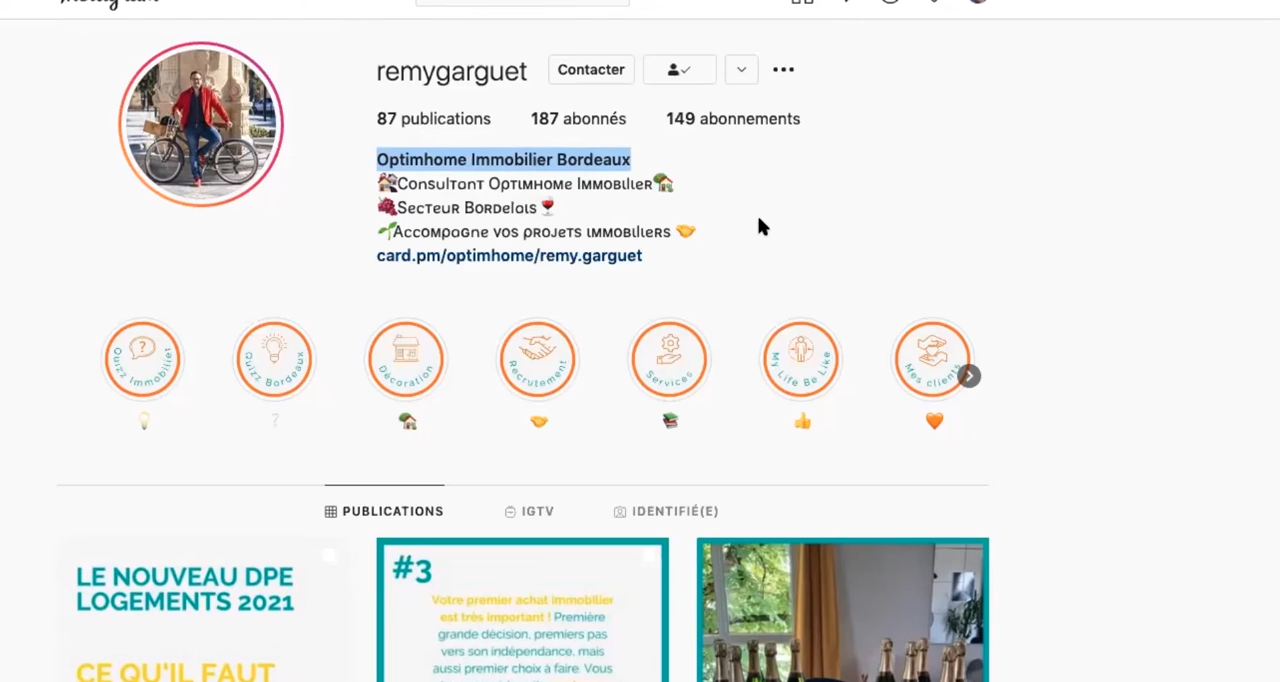 remygarguet Contacter
87 publications 187 abonnés 149 abonnements
Optimhome Immobilier Bordeaux
Consultant Optimhome Immobilier
Secteur Bordelais
Accompagne vos projets immobiliers
card.pm/optimhome/remy.garguet
Quizz Immobilier
Quizz Bordeaux
Décoration
Recrutement
Services
My Life Be Like
Mes clients
PUBLICATIONS IGTV IDENTIFIÉ(E)
LE NOUVEAU DPE
LOGEMENTS 2021
CE QU'IL FAUT
#3
Votre premier achat immobilier
est très important ! Première
grande décision, premiers pas
vers son indépendance, mais
aussi premier choix à faire. Vous